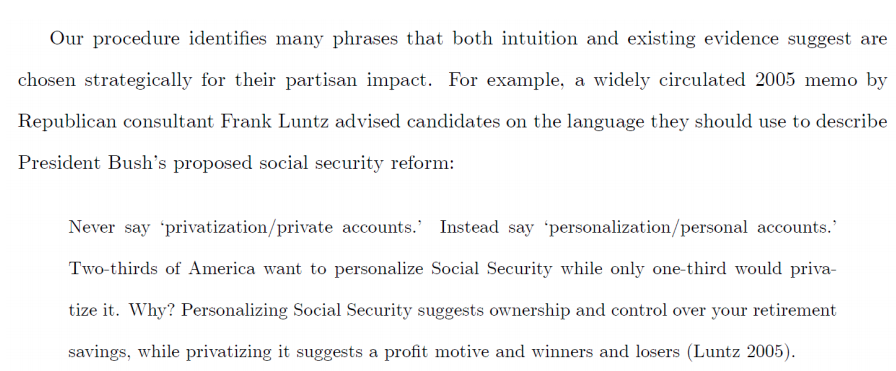 Our procedure identifies many phrases that both intuition and existing evidence suggest are
chosen strategically for their partisan impact. For example, a widely circulated 2005 memo by
Republican consultant Frank Luntz advised candidates on the language they should use to describe
President Bush's proposed social security reform:
Never say ‘privatization/private accounts.’ Instead say ‘personalization/personal accounts.’
Two-thirds of America want to personalize Social Security while only one-third would priva-
tize it. Why? Personalizing Social Security suggests ownership and control over your retirement
savings, while privatizing it suggests a profit motive and winners and losers (Luntz 2005).